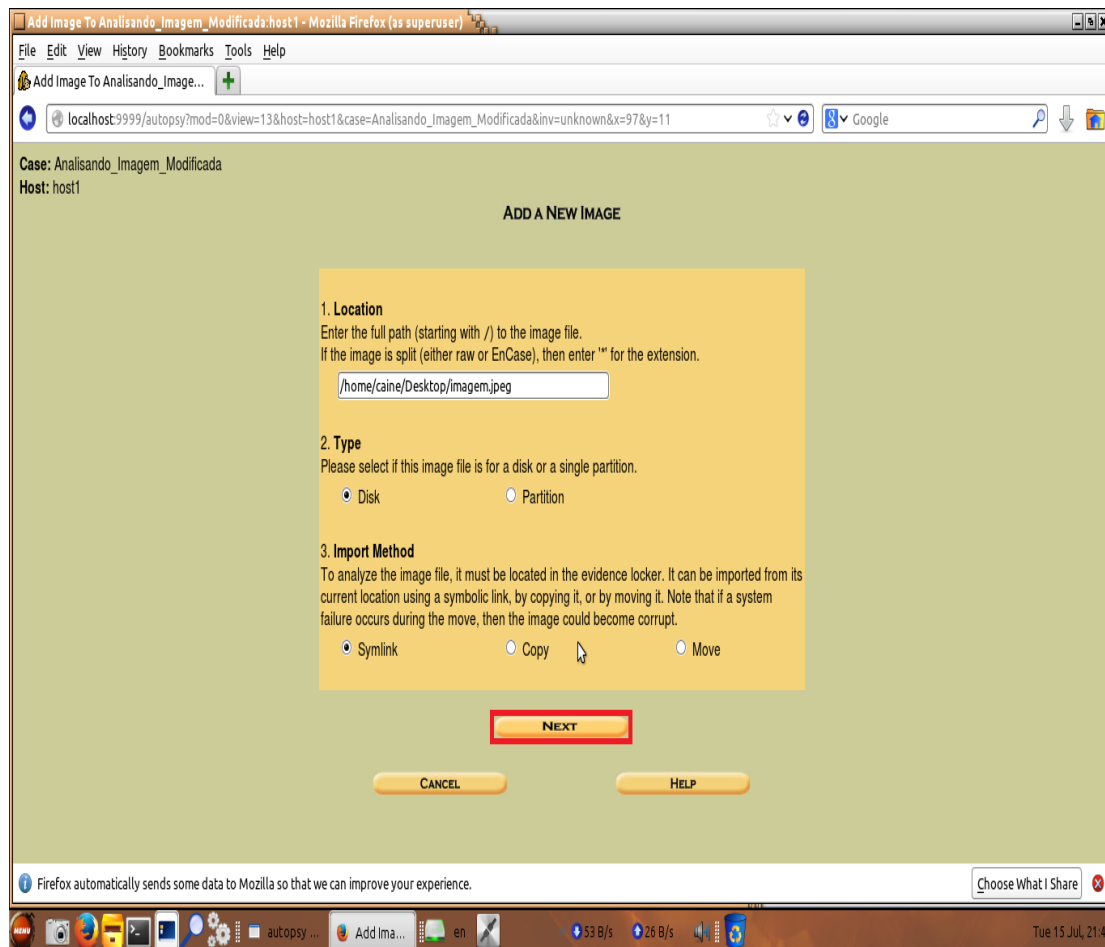 Add Image To Analisando_Imagem_Modificada:host1 - Mozilla Firefox (as superuser)
File Edit View History Bookmarks Tools Help
Add Image To Analisando_Image...
localhost:9999/autopsy?mod=0&view=13&host=host1&case=Analisando_Imagem_Modificada&inv=unknown&x=97&y=11
Google
Case: Analisando_Imagem_Modificada
Host: host1
ADD A NEW IMAGE
1. Location
Enter the full path (starting with /) to the image file.
If the image is split (either raw or EnCase), then enter '*' for the extension.
/home/caine/Desktop/imagem.jpeg
2. Type
Please select if this image file is for a disk or a single partition.
Disk Partition
3. Import Method
To analyze the image file, it must be located in the evidence locker. It can be imported from its
current location using a symbolic link, by copying it, or by moving it. Note that if a system
failure occurs during the move, then the image could become corrupt.
Symlink Copy Move
NEXT
CANCEL HELP
Firefox automatically sends some data to Mozilla so that we can improve your experience.
Choose What I Share
MENU autopsy ... Add Ima... en 53 B/s 26 B/s Tue 15 Jul, 21:4